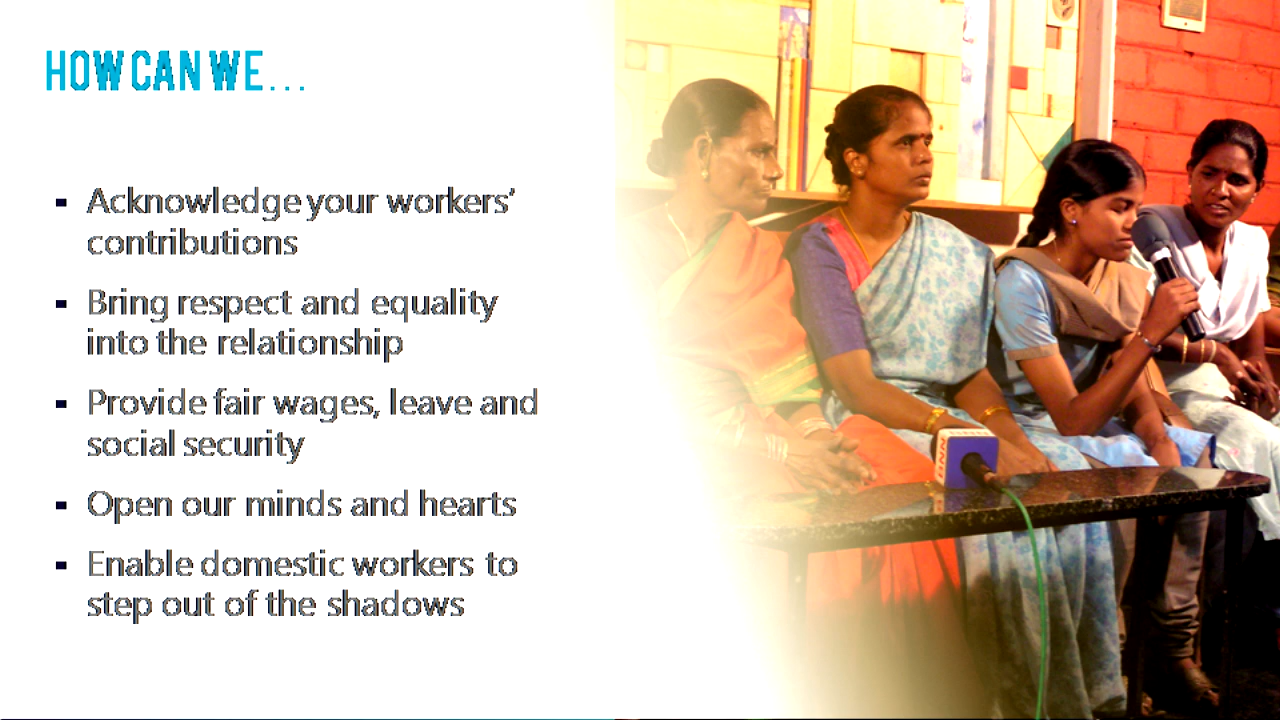 HOW CAN WE...
▪ Acknowledge your workers'
contributions
▪ Bring respect and equality
into the relationship
▪ Provide fair wages, leave and
social security
▪ Open our minds and hearts
▪ Enable domestic workers to
step out of the shadows